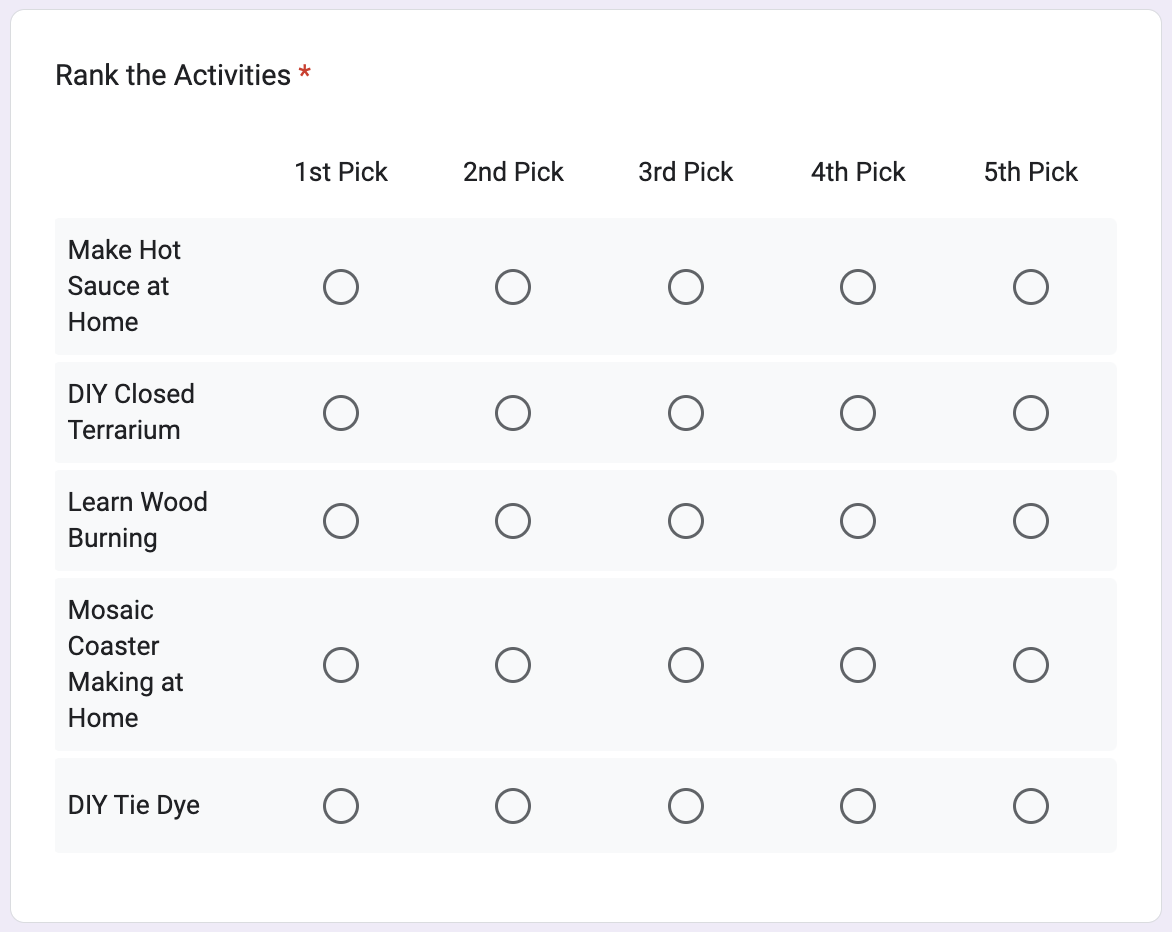 Rank the Activities *
1st Pick 2nd Pick 3rd Pick 4th Pick 5th Pick
Make Hot
Sauce at
Home
DIY Closed
Terrarium
Learn Wood
Burning
Mosaic
Coaster
Making at
Home
DIY Tie Dye